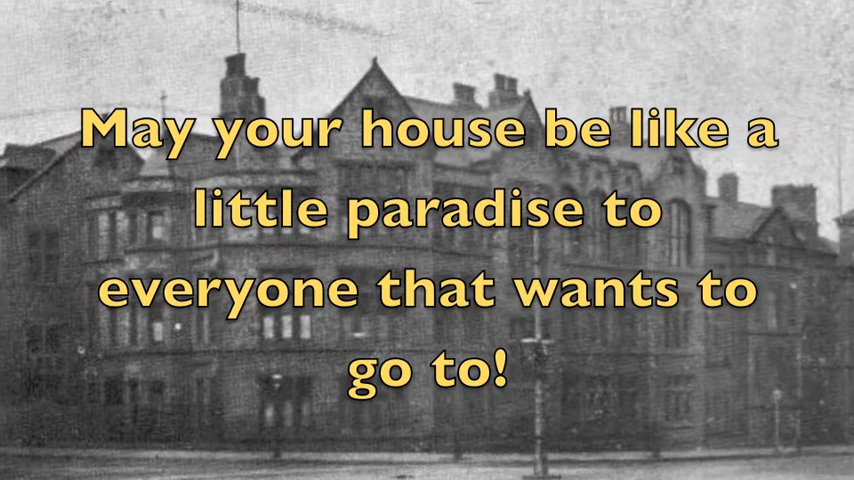 May your house be like a
little paradise to
everyone that wants to
go to!